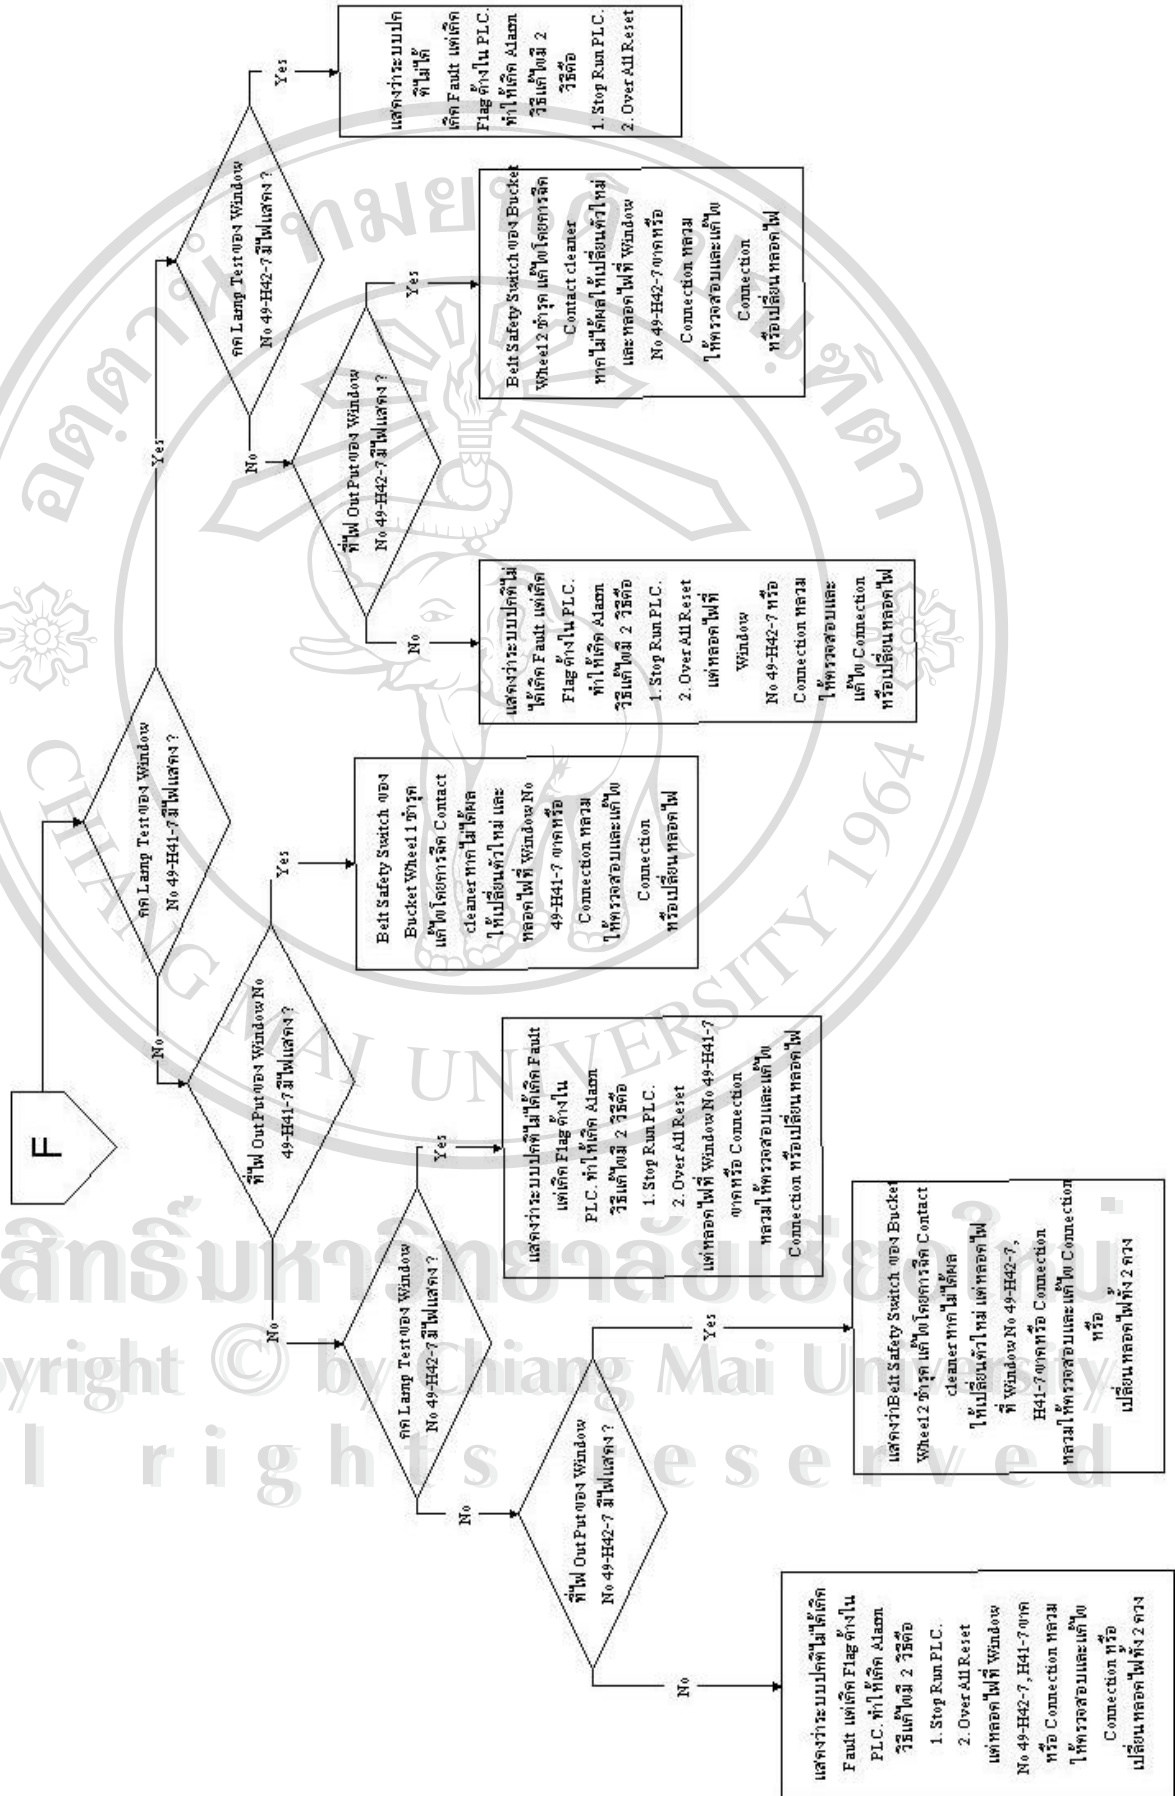 F
กด Lamp Test ของ Window
No 49-H41-7 มีไฟแสดง ?
Yes
No
กด Lamp Test ของ Window
No 49-H42-7 มีไฟแสดง ?
Yes
No
แสดงว่าระบบปก
ติไม่ได้
เกิด Fault แต่เกิด
Flag ค้างใน PLC.
ทำให้เกิด Alarm
วิธีแก้ไขมี 2
วิธีคือ
1. Stop Run PLC.
2. Over All Reset
ที่ไฟ Out Put ของ Window
No 49-H42-7 มีไฟแสดง ?
Yes
No
Belt Safety Switch ของ Bucket
Wheel 2 ชำรุด แก้ไขโดยการฉีด
Contact cleaner
หากไม่ได้ผลให้เปลี่ยนตัวใหม่
และหลอดไฟที่ Window
No 49-H42-7 ขาดหรือ
Connection หลวม
ให้ตรวจสอบและแก้ไข
Connection
หรือเปลี่ยนหลอดไฟ
แสดงว่าระบบปกติไม่
ได้เกิด Fault แต่เกิด
Flag ค้างใน PLC.
ทำให้เกิด Alarm
วิธีแก้ไขมี 2 วิธีคือ
1. Stop Run PLC.
2. Over All Reset
แต่หลอดไฟที่
Window
No 49-H42-7 หรือ
Connection หลวม
ให้ตรวจสอบและ
แก้ไข Connection
หรือเปลี่ยนหลอดไฟ
ที่ไฟ Out Put ของ Window No
49-H41-7 มีไฟแสดง ?
Yes
No
Belt Safety Switch ของ
Bucket Wheel 1 ชำรุด
แก้ไขโดยการฉีด Contact
cleaner หากไม่ได้ผล
ให้เปลี่ยนตัวใหม่ และ
หลอดไฟที่ Window No
49-H41-7 ขาดหรือ
Connection หลวม
ให้ตรวจสอบและแก้ไข
Connection
หรือเปลี่ยนหลอดไฟ
กด Lamp Test ของ Window
No 49-H42-7 มีไฟแสดง ?
Yes
No
แสดงว่าระบบปกติไม่ได้เกิด Fault
แต่เกิด Flag ค้างใน
PLC. ทำให้เกิด Alarm
วิธีแก้ไขมี 2 วิธีคือ
1. Stop Run PLC.
2. Over All Reset
แต่หลอดไฟที่ Window No 49-H41-7
ขาดหรือ Connection
หลวมให้ตรวจสอบและแก้ไข
Connection หรือเปลี่ยนหลอดไฟ
ที่ไฟ Out Put ของ Window
No 49-H42-7 มีไฟแสดง ?
Yes
No
แสดงว่า Belt Safety Switch ของ Bucket
Wheel 2 ชำรุด แก้ไขโดยการฉีด Contact
cleaner หากไม่ได้ผล
ให้เปลี่ยนตัวใหม่ แต่หลอดไฟ
ที่ Window No 49-H42-7,
H41-7 ขาดหรือ Connection
หลวมให้ตรวจสอบและแก้ไข Connection
หรือ
เปลี่ยนหลอดไฟทั้ง 2 ดวง
แสดงว่าระบบปกติไม่ได้เกิด
Fault แต่เกิด Flag ค้างใน
PLC. ทำให้เกิด Alarm
วิธีแก้ไขมี 2 วิธีคือ
1. Stop Run PLC.
2. Over All Reset
แต่หลอดไฟที่ Window
No 49-H42-7, H41-7 ขาด
หรือ Connection หลวม
ให้ตรวจสอบและแก้ไข
Connection หรือ
เปลี่ยนหลอดไฟทั้ง 2 ดวง
CHIANG MAI UNIVERSITY 1964
yright © by Chiang Mai University
l rights reserved